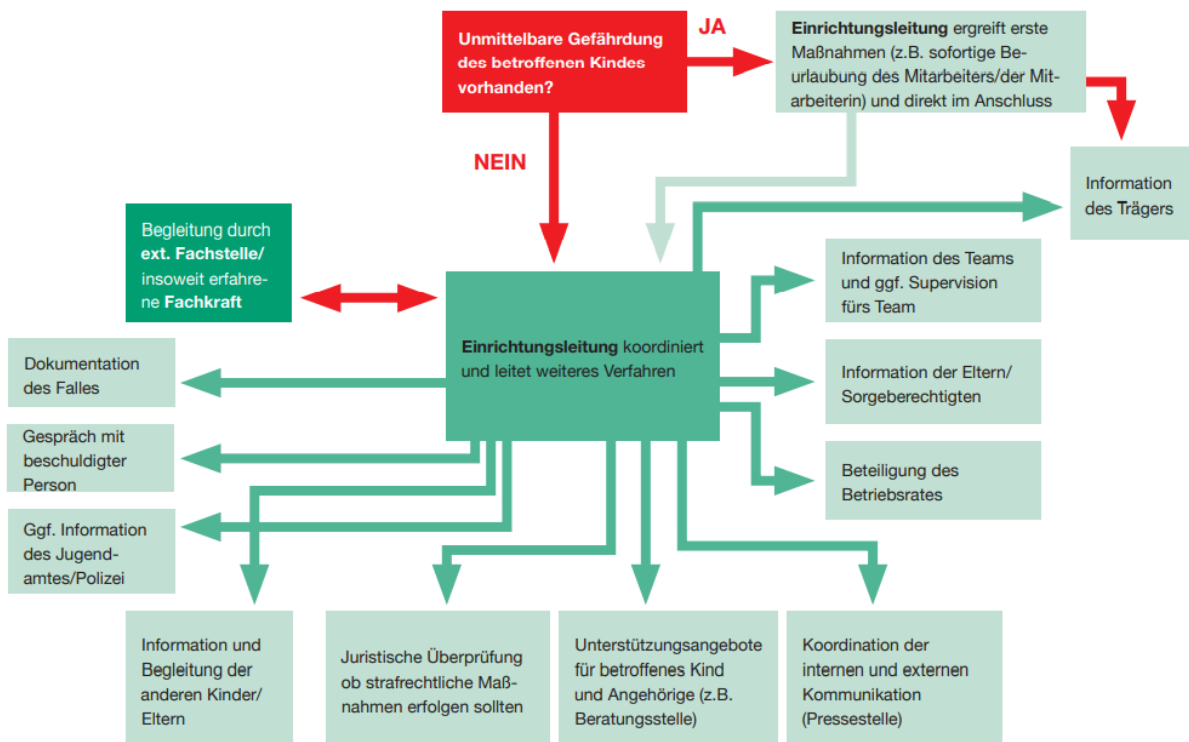 Unmittelbare Gefährdung
des betroffenen Kindes
vorhanden?
JA
Einrichtungsleitung ergreift erste
Maßnahmen (z.B. sofortige Be-
urlaubung des Mitarbeiters/der Mit-
arbeiterin) und direkt im Anschluss
NEIN
Information
des Trägers
Begleitung durch
ext. Fachstelle/
insoweit erfahre-
ne Fachkraft
Information des Teams
und ggf. Supervision
fürs Team
Einrichtungsleitung koordiniert
und leitet weiteres Verfahren
Dokumentation
des Falles
Information der Eltern/
Sorgeberechtigten
Gespräch mit
beschuldigter
Person
Beteiligung des
Betriebsrates
Ggf. Information
des Jugend-
amtes/Polizei
Information und
Begleitung der
anderen Kinder/
Eltern
Juristische Überprüfung
ob strafrechtliche Maß-
nahmen erfolgen sollten
Unterstützungsangebote
für betroffenes Kind
und Angehörige (z.B.
Beratungsstelle)
Koordination der
internen und externen
Kommunikation
(Pressestelle)